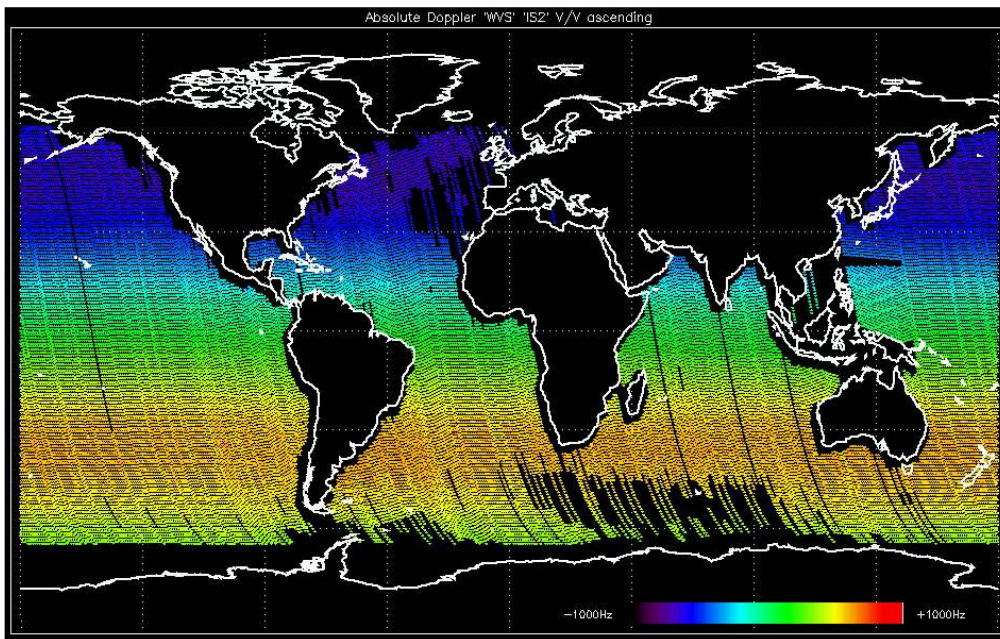 Absolute Doppler 'WVS' 'IS2' V/V ascending
-1000Hz +1000Hz